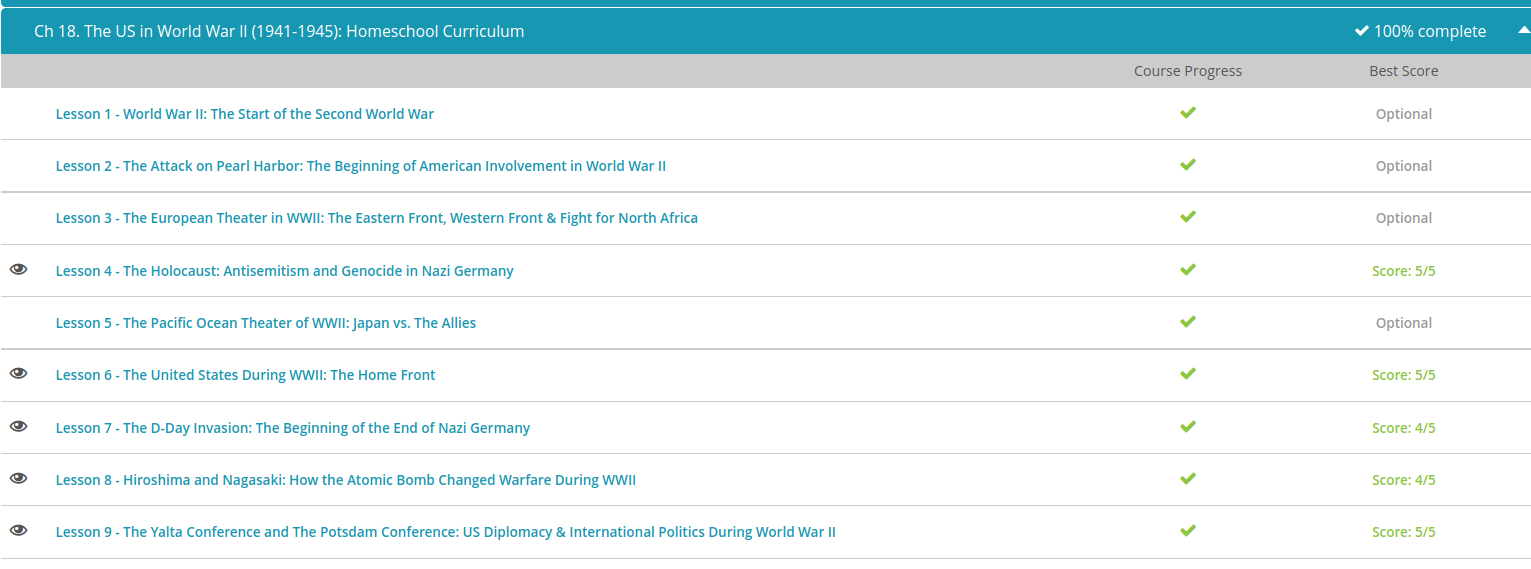 Ch 18. The US in World War II (1941-1945): Homeschool Curriculum 100% complete
Course Progress Best Score
Lesson 1 - World War II: The Start of the Second World War Optional
Lesson 2 - The Attack on Pearl Harbor: The Beginning of American Involvement in World War II Optional
Lesson 3 - The European Theater in WWII: The Eastern Front, Western Front & Fight for North Africa Optional
Lesson 4 - The Holocaust: Antisemitism and Genocide in Nazi Germany Score: 5/5
Lesson 5 - The Pacific Ocean Theater of WWII: Japan vs. The Allies Optional
Lesson 6 - The United States During WWII: The Home Front Score: 5/5
Lesson 7 - The D-Day Invasion: The Beginning of the End of Nazi Germany Score: 4/5
Lesson 8 - Hiroshima and Nagasaki: How the Atomic Bomb Changed Warfare During WWII Score: 4/5
Lesson 9 - The Yalta Conference and The Potsdam Conference: US Diplomacy & International Politics During World War II Score: 5/5